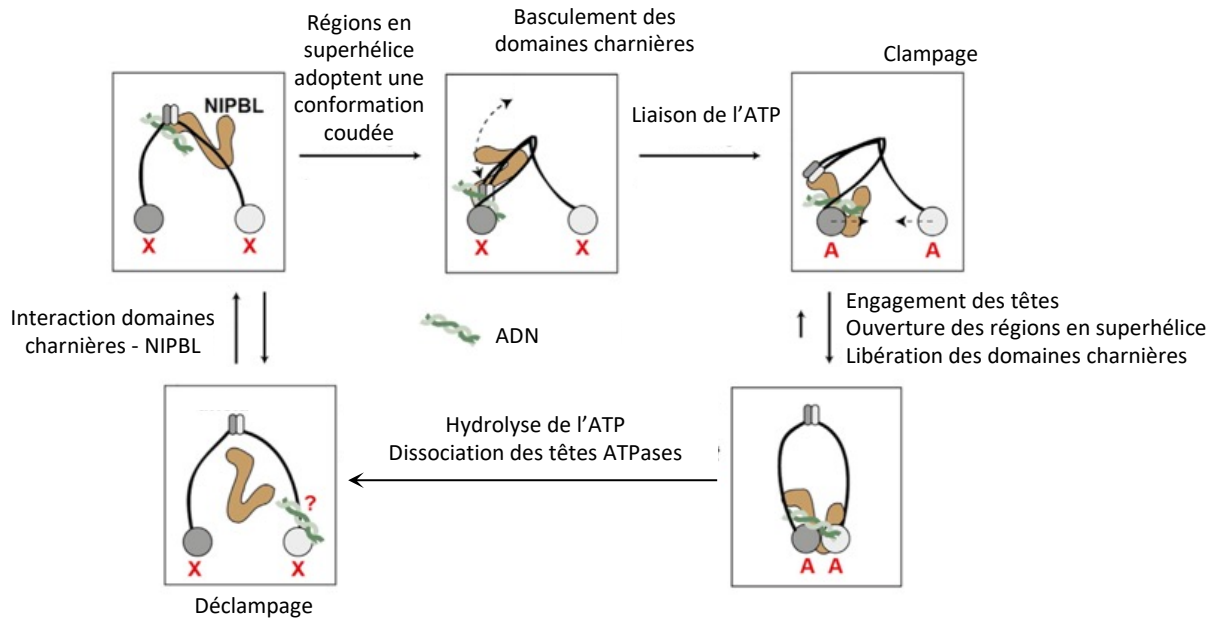 Régions en
superhélice
adoptent une
conformation
coudée
Basculement des
domaines charnières
Clampage
NIPBL
Liaison de l’ATP
X
X
X
X
A
A
Interaction domaines
charnières - NIPBL
ADN
Engagement des têtes
Ouverture des régions en superhélice
Libération des domaines charnières
Hydrolyse de l’ATP
Dissociation des têtes ATPases
?
X
X
A
A
Déclampage